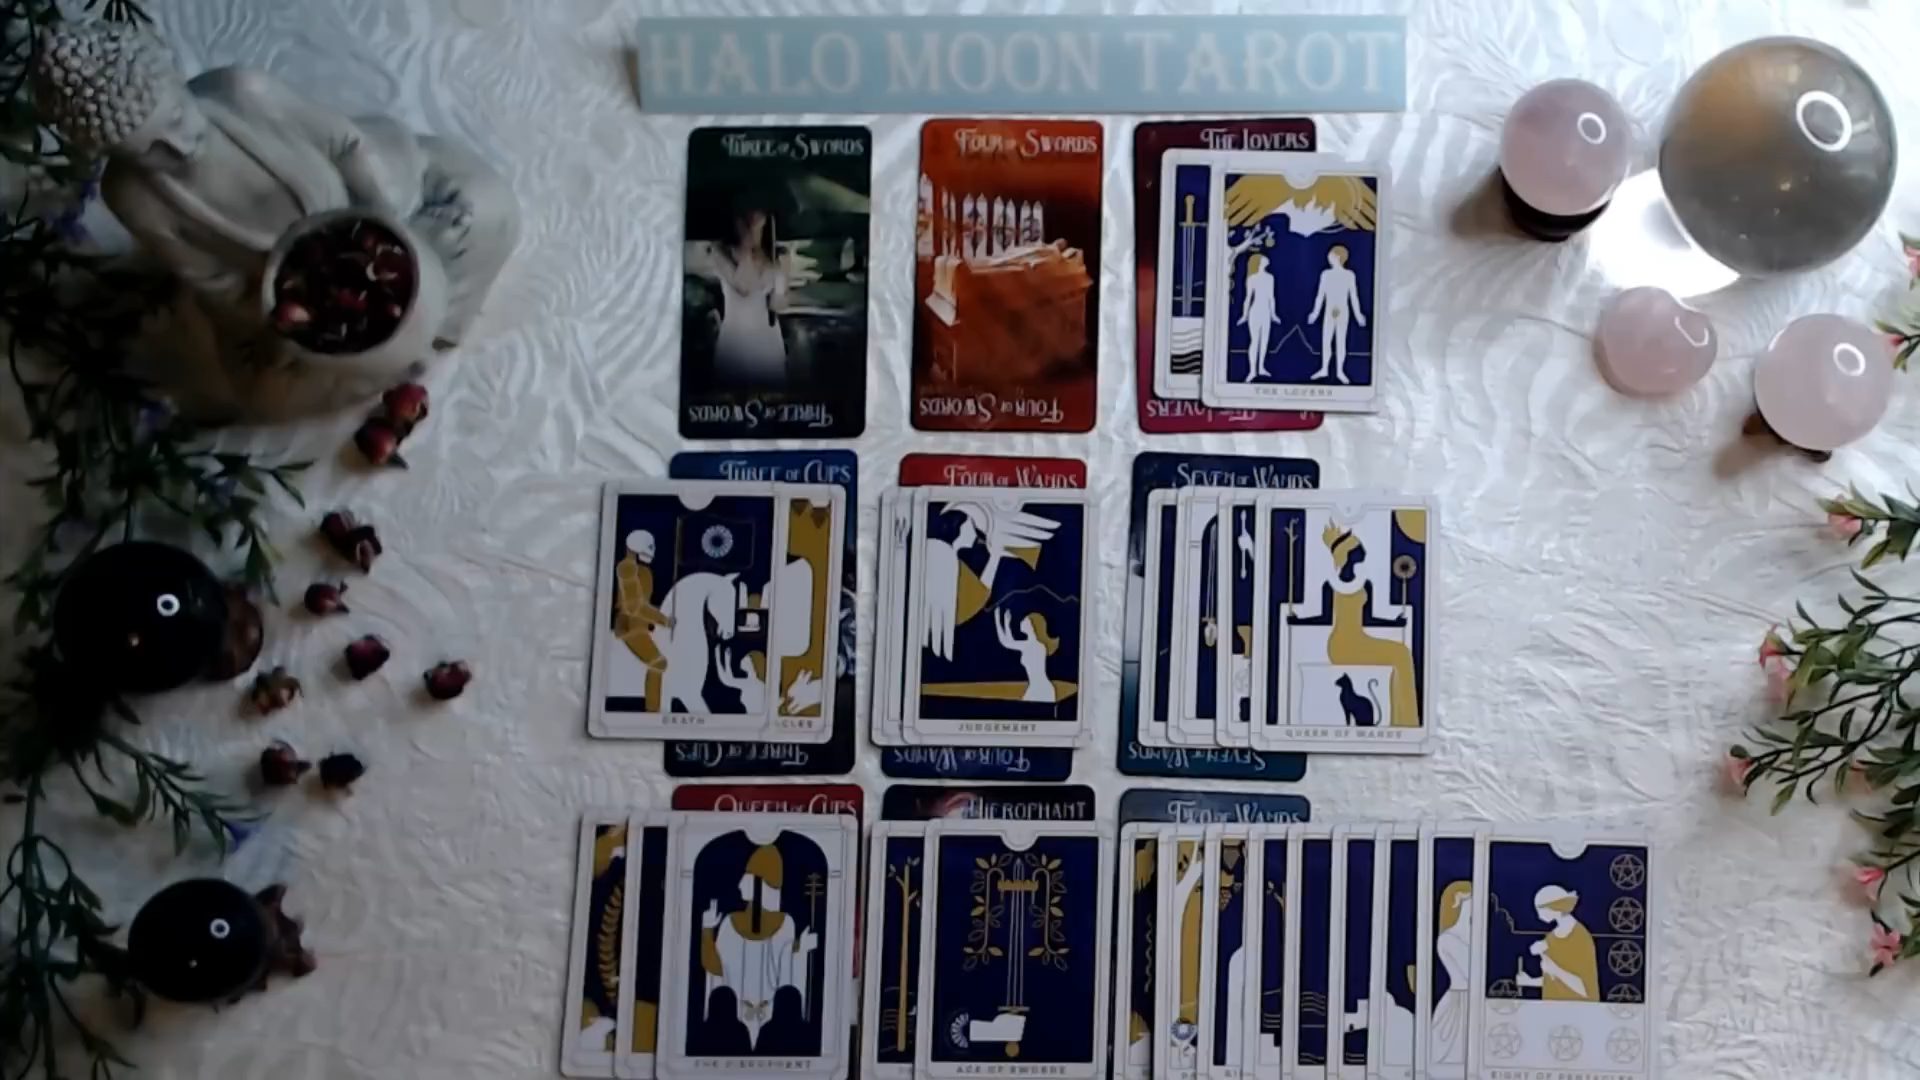 HALO MOON TAROT
THREE OF SWORDS
FOUR OF SWORDS
THE LOVERS
THE LOVERS
THREE OF SWORDS
FOUR OF SWORDS
THE LOVERS
THREE OF CUPS
FOUR OF WANDS
SEVEN OF WANDS
DEATH
CLES
JUDGEMENT
QUEEN OF WANDS
THREE OF CUPS
FOUR OF WANDS
SEVEN OF WANDS
QUEEN OF CUPS
HIEROPHANT
TWO OF WANDS
THE HIEROPHANT
ACE OF SWORDS
EIGHT OF PENTACLES